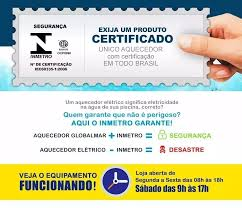 SEGURANÇA
INMETRO
Nº DE CERTIFICAÇÃO
EXIJA UM PRODUTO
CERTIFICADO
UNICO AQUECEDOR
com certificação
EM TODO BRASIL
Um aquecedor elétrico significa eletricidade
na água de sua piscina, correto?
Quem garante que não é perigoso?
AQUI O INMETRO GARANTE!
AQUECEDOR GLOBALMAR + INMETRO = SEGURANÇA
AQUECEDOR ELÉTRICO - INMETRO = DESASTRE
VEJA O EQUIPAMENTO
FUNCIONANDO!
Loja aberta de
Segunda a Sexta das 08h às 18h
Sábado das 9h às 17h